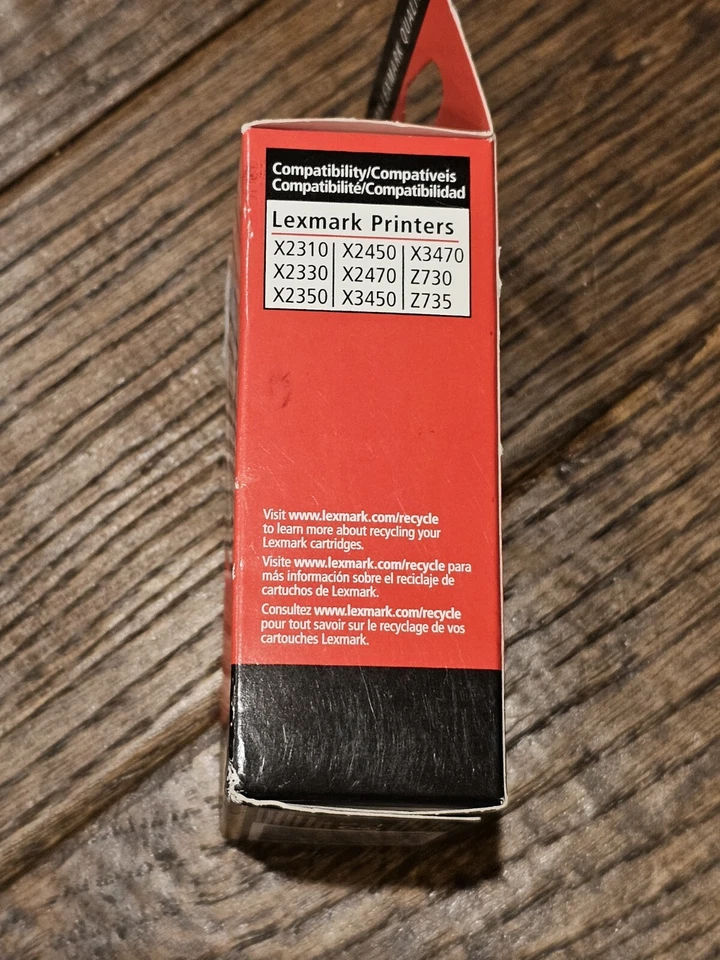 LEXMARK QUALIT
Compatibility/Compatíveis
Compatibilité/Compatibilidad
Lexmark Printers
X2310 | X2450 | X3470
X2330 | X2470 | Z730
X2350 | X3450 | Z735
Visit www.lexmark.com/recycle
to learn more about recycling your
Lexmark cartridges.
Visite www.lexmark.com/recycle para
más información sobre el reciclaje de
cartuchos de Lexmark.
Consultez www.lexmark.com/recycle
pour tout savoir sur le recyclage de vos
cartouches Lexmark.